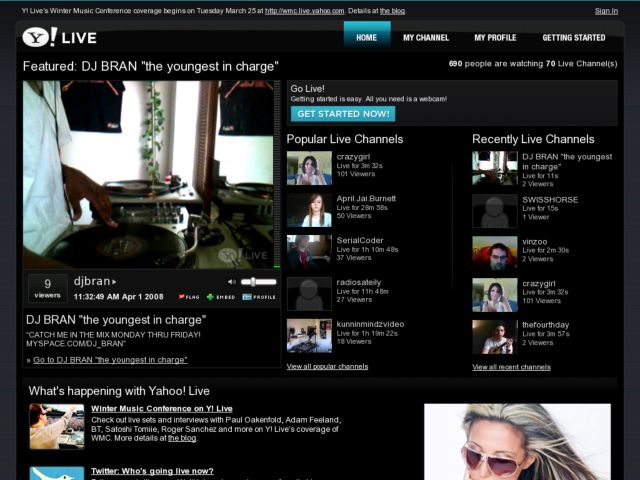 Y! Live's Winter Music Conference coverage begins on Tuesday March 25 at http://wmc.live.yahoo.com. Details at the blog.
Sign In
Y! LIVE
HOME
MY CHANNEL
MY PROFILE
GETTING STARTED
Featured: DJ BRAN "the youngest in charge"
690 people are watching 70 Live Channel(s)
Y! LIVE
9
viewers
djbran
11:32:49 AM Apr 1 2008
FLAG
EMBED
PROFILE
DJ BRAN "the youngest in charge"
"CATCH ME IN THE MIX MONDAY THRU FRIDAY!
MYSPACE.COM/DJ_BRAN"
» Go to DJ BRAN "the youngest in charge"
Go Live!
Getting started is easy. All you need is a webcam!
GET STARTED NOW!
Popular Live Channels
crazygirl
Live for 3m 32s
101 Viewers
April.Jai.Burnett
Live for 28m 58s
50 Viewers
SerialCoder
Live for 1h 10m 48s
37 Viewers
radiosateily
Live for 11h 48m
27 Viewers
kunninmindzvideo
Live for 1h 19m 22s
18 Viewers
View all popular channels
Recently Live Channels
DJ BRAN "the youngest
in charge"
Live for 11s
2 Viewers
SWISSHORSE
Live for 15s
1 Viewer
vinzoo
Live for 2m 30s
2 Viewers
crazygirl
Live for 3m 32s
101 Viewers
thefourthday
Live for 3m 57s
2 Viewers
View all recent channels
What's happening with Yahoo! Live
Winter Music Conference on Y! Live
Check out live sets and interviews with Paul Oakenfold, Adam Feeland,
BT, Satoshi Tomiie, Roger Sanchez and more on Y! Live's coverage of
WMC. More details at the blog.
Twitter: Who's going live now?